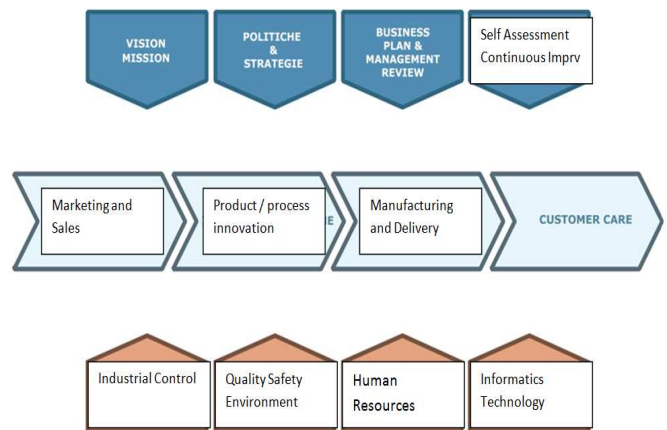 VISION
MISSION
POLITICHE
&
STRATEGIE
BUSINESS
PLAN &
MANAGEMENT
REVIEW
Self Assessment
Continuous Imprv
Marketing and
Sales
Product / process
innovation
Manufacturing
and Delivery
CUSTOMER CARE
Industrial Control
Quality Safety
Environment
Human
Resources
Informatics
Technology